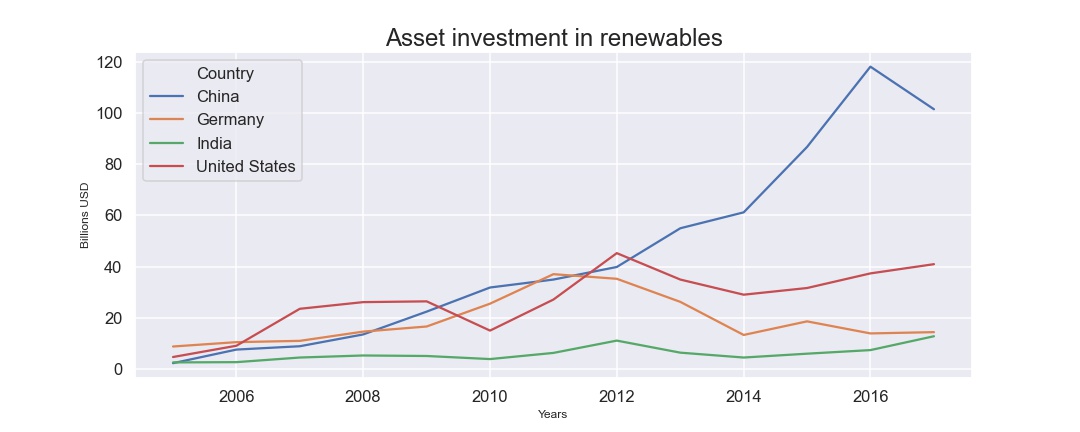 Asset investment in renewables
120
100
80
60
40
20
0
Billions USD
Country
China
Germany
India
United States
2006 2008 2010 2012 2014 2016
Years